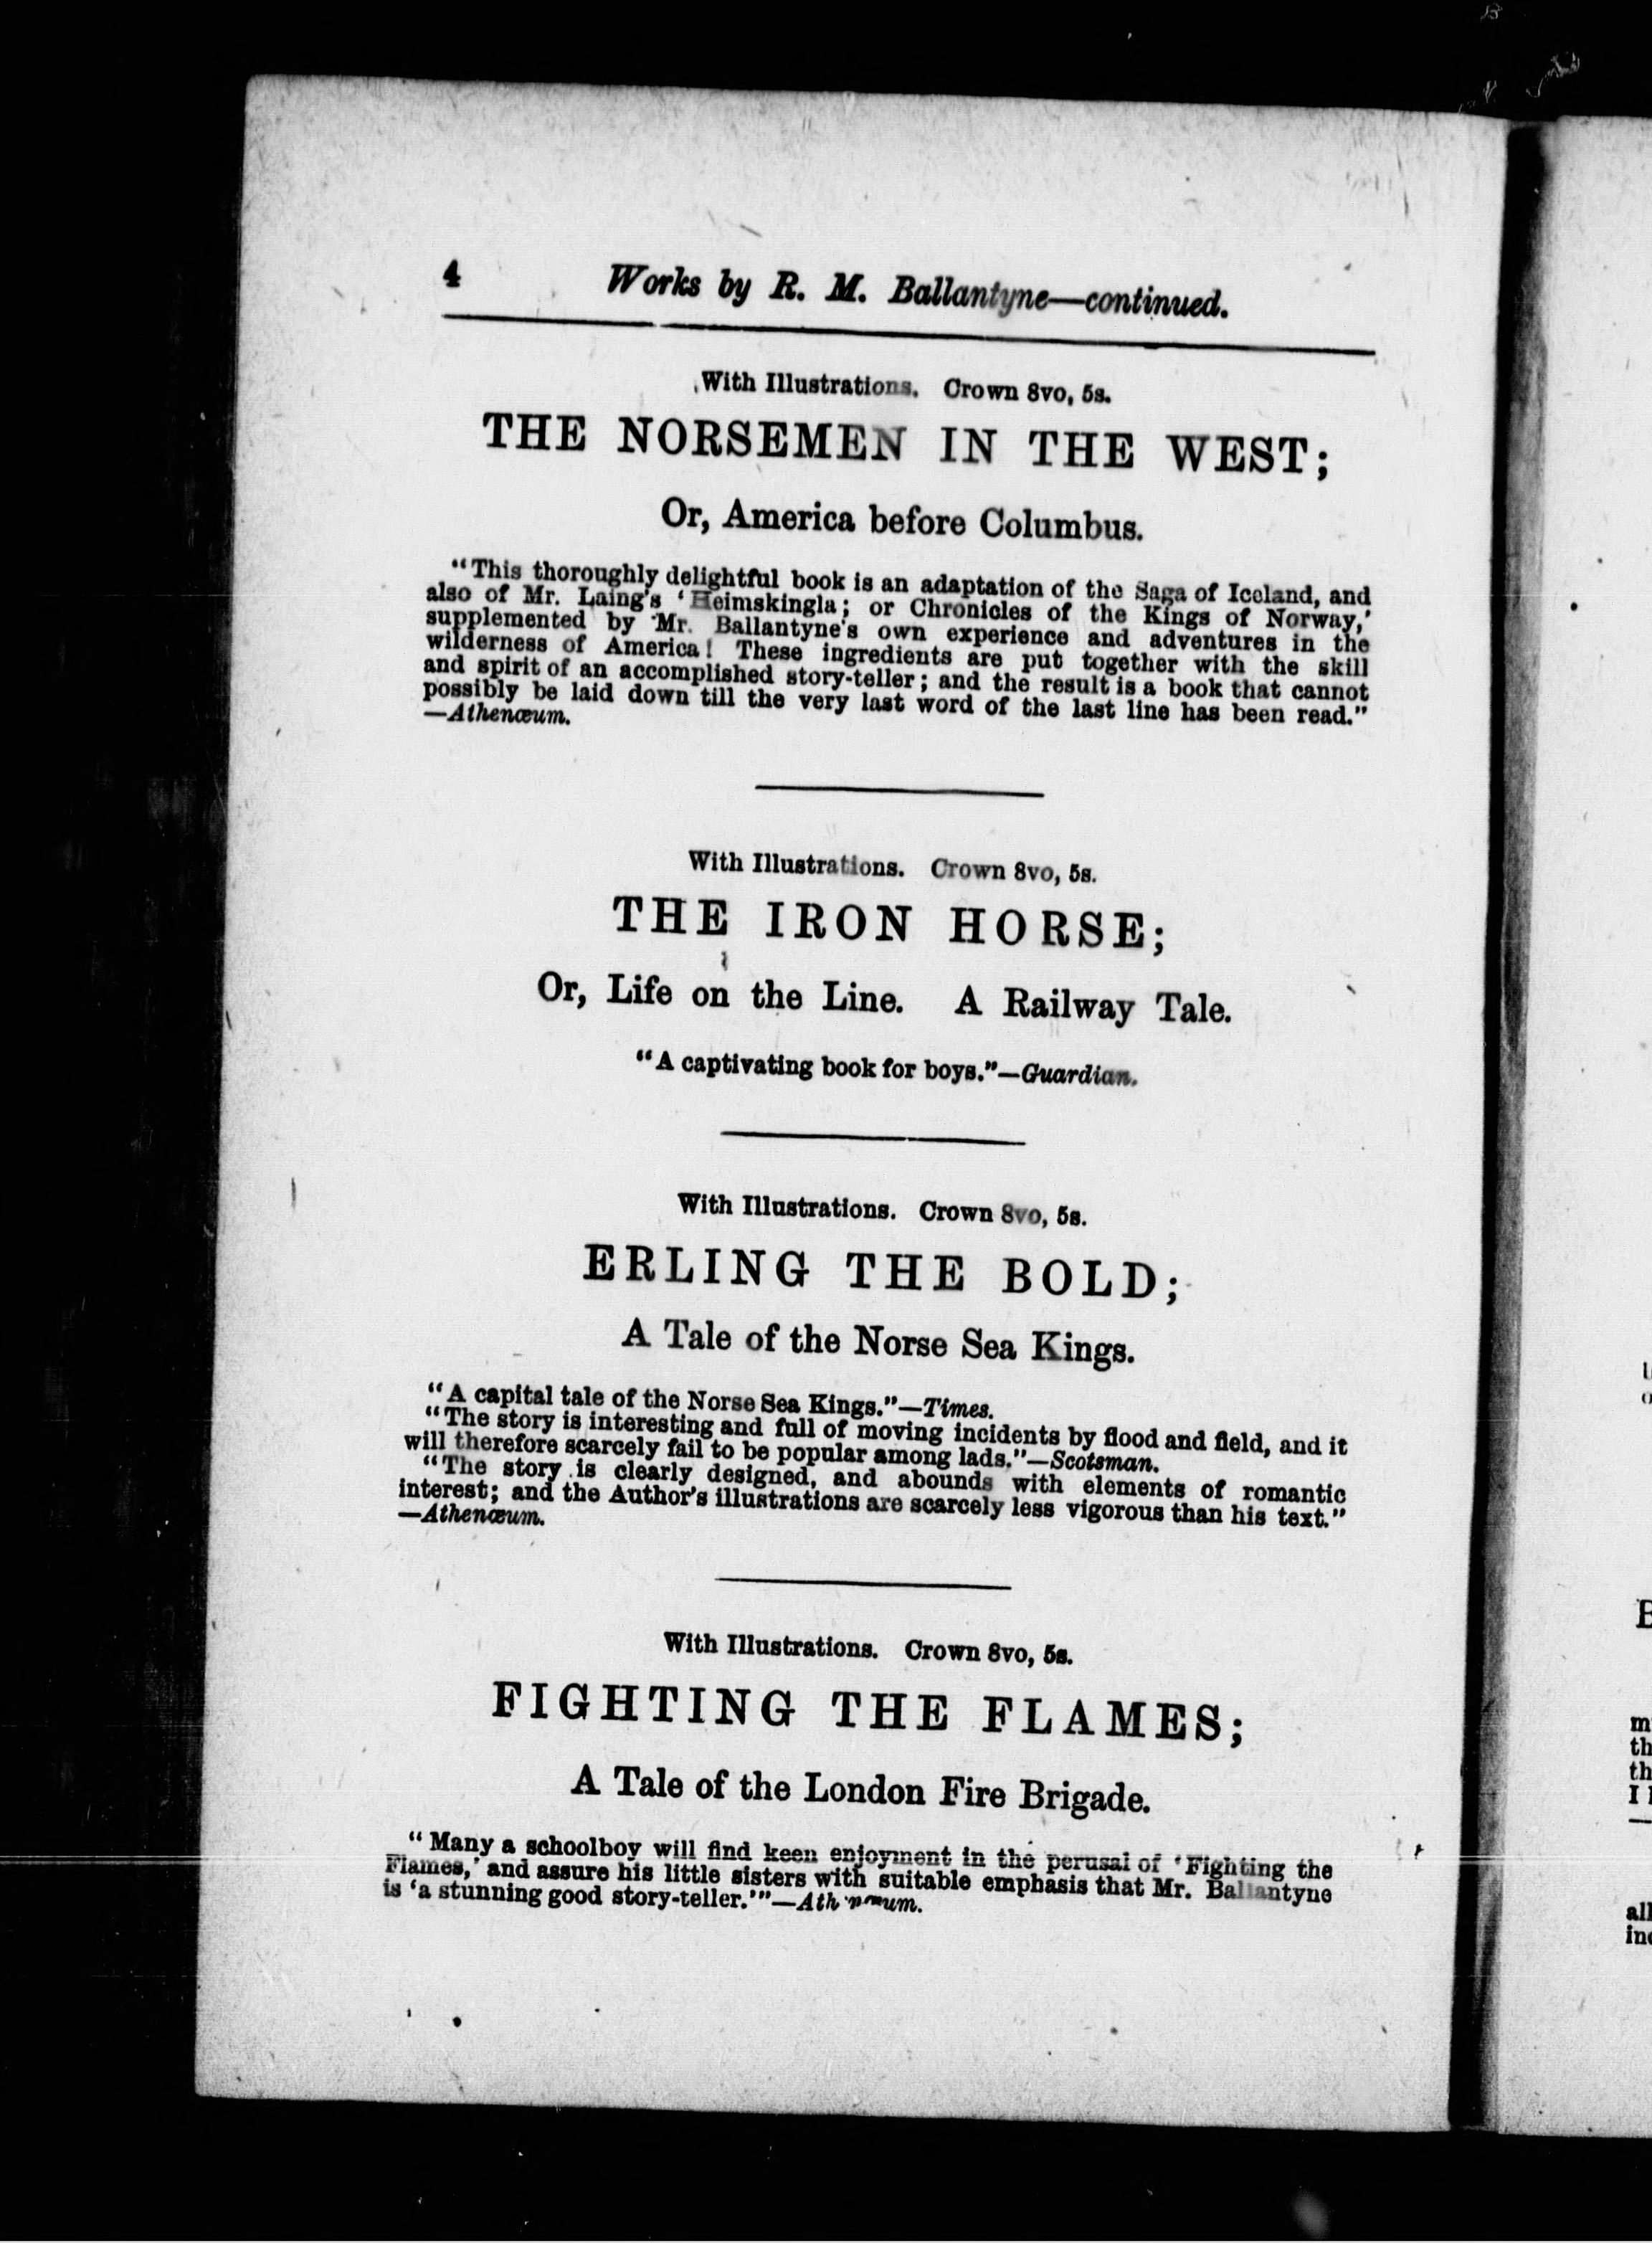 4 Works by R. M. Ballantyne—continued.
With Illustrations. Crown 8vo, 5s.
THE NORSEMEN IN THE WEST;
Or, America before Columbus.
"This thoroughly delightful book is an adaptation of the Saga of Iceland, and
also of Mr. Laing's 'Heimskingla; or Chronicles of the Kings of Norway,'
supplemented by Mr. Ballantyne's own experience and adventures in the
wilderness of America! These ingredients are put together with the skill
and spirit of an accomplished story-teller; and the result is a book that cannot
possibly be laid down till the very last word of the last line has been read."
—Athenæum.
With Illustrations. Crown 8vo, 5s.
THE IRON HORSE;
Or, Life on the Line. A Railway Tale.
"A captivating book for boys."—Guardian.
With Illustrations. Crown 8vo, 5s.
ERLING THE BOLD;
A Tale of the Norse Sea Kings.
"A capital tale of the Norse Sea Kings."—Times.
"The story is interesting and full of moving incidents by flood and field, and it
will therefore scarcely fail to be popular among lads."—Scotsman.
"The story is clearly designed, and abounds with elements of romantic
interest; and the Author's illustrations are scarcely less vigorous than his text."
—Athenæum.
With Illustrations. Crown 8vo, 5s.
FIGHTING THE FLAMES;
A Tale of the London Fire Brigade.
"Many a schoolboy will find keen enjoyment in the perusal of 'Fighting the
Flames,' and assure his little sisters with suitable emphasis that Mr. Ballantyne
is 'a stunning good story-teller.'"—Athenæum.